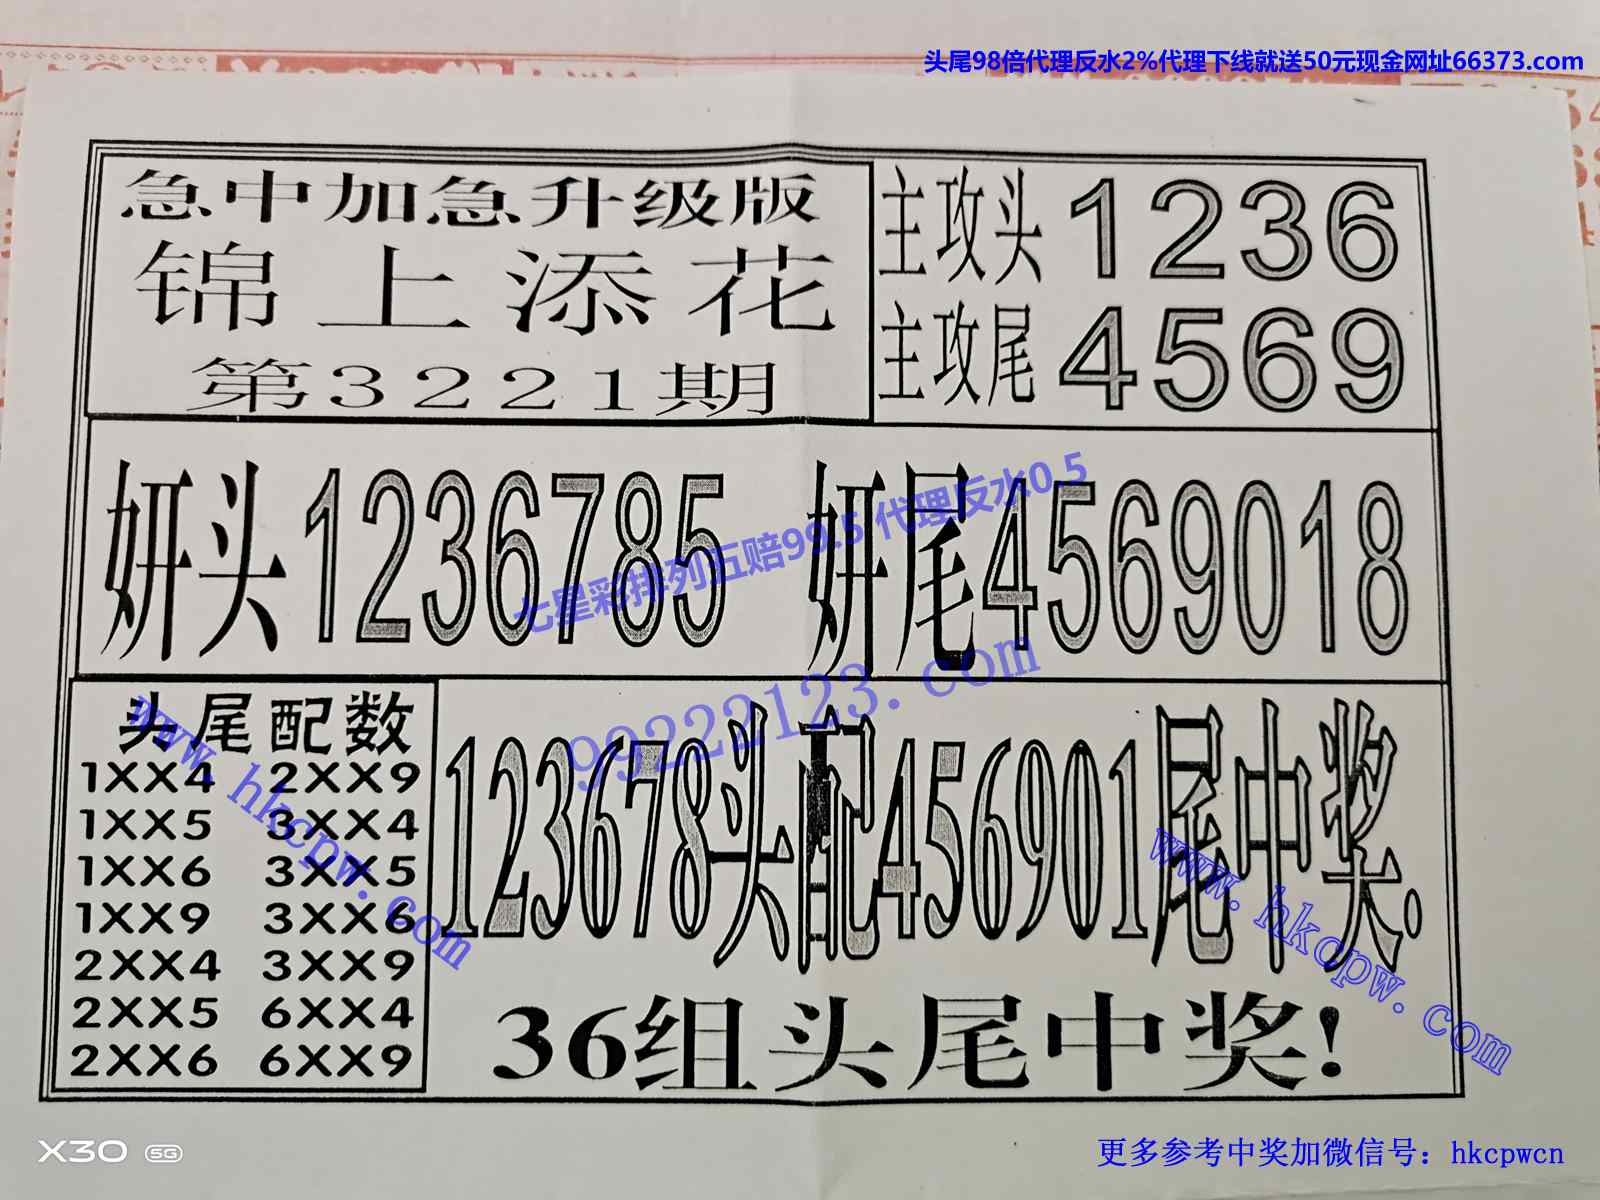 头尾98倍代理反水2%代理下线就送50元现金网址66373.com
急中加急升级版
锦上添花
第3221期
主攻头1236
主攻尾4569
妍头1236785
妍尾4569018
七星彩排列五赔99.5 代理反水0.5
99222123.com
头尾配数
1XX4 2XX9
1XX5 3XX4
1XX6 3XX5
1XX9 3XX6
2XX4 3XX9
2XX5 6XX4
2XX6 6XX9
www.hkcpw.com
123678头配456901尾中奖.
www.hkcpw.com
36组头尾中奖!
X30 5G
更多参考中奖加微信号：hkcpwcn